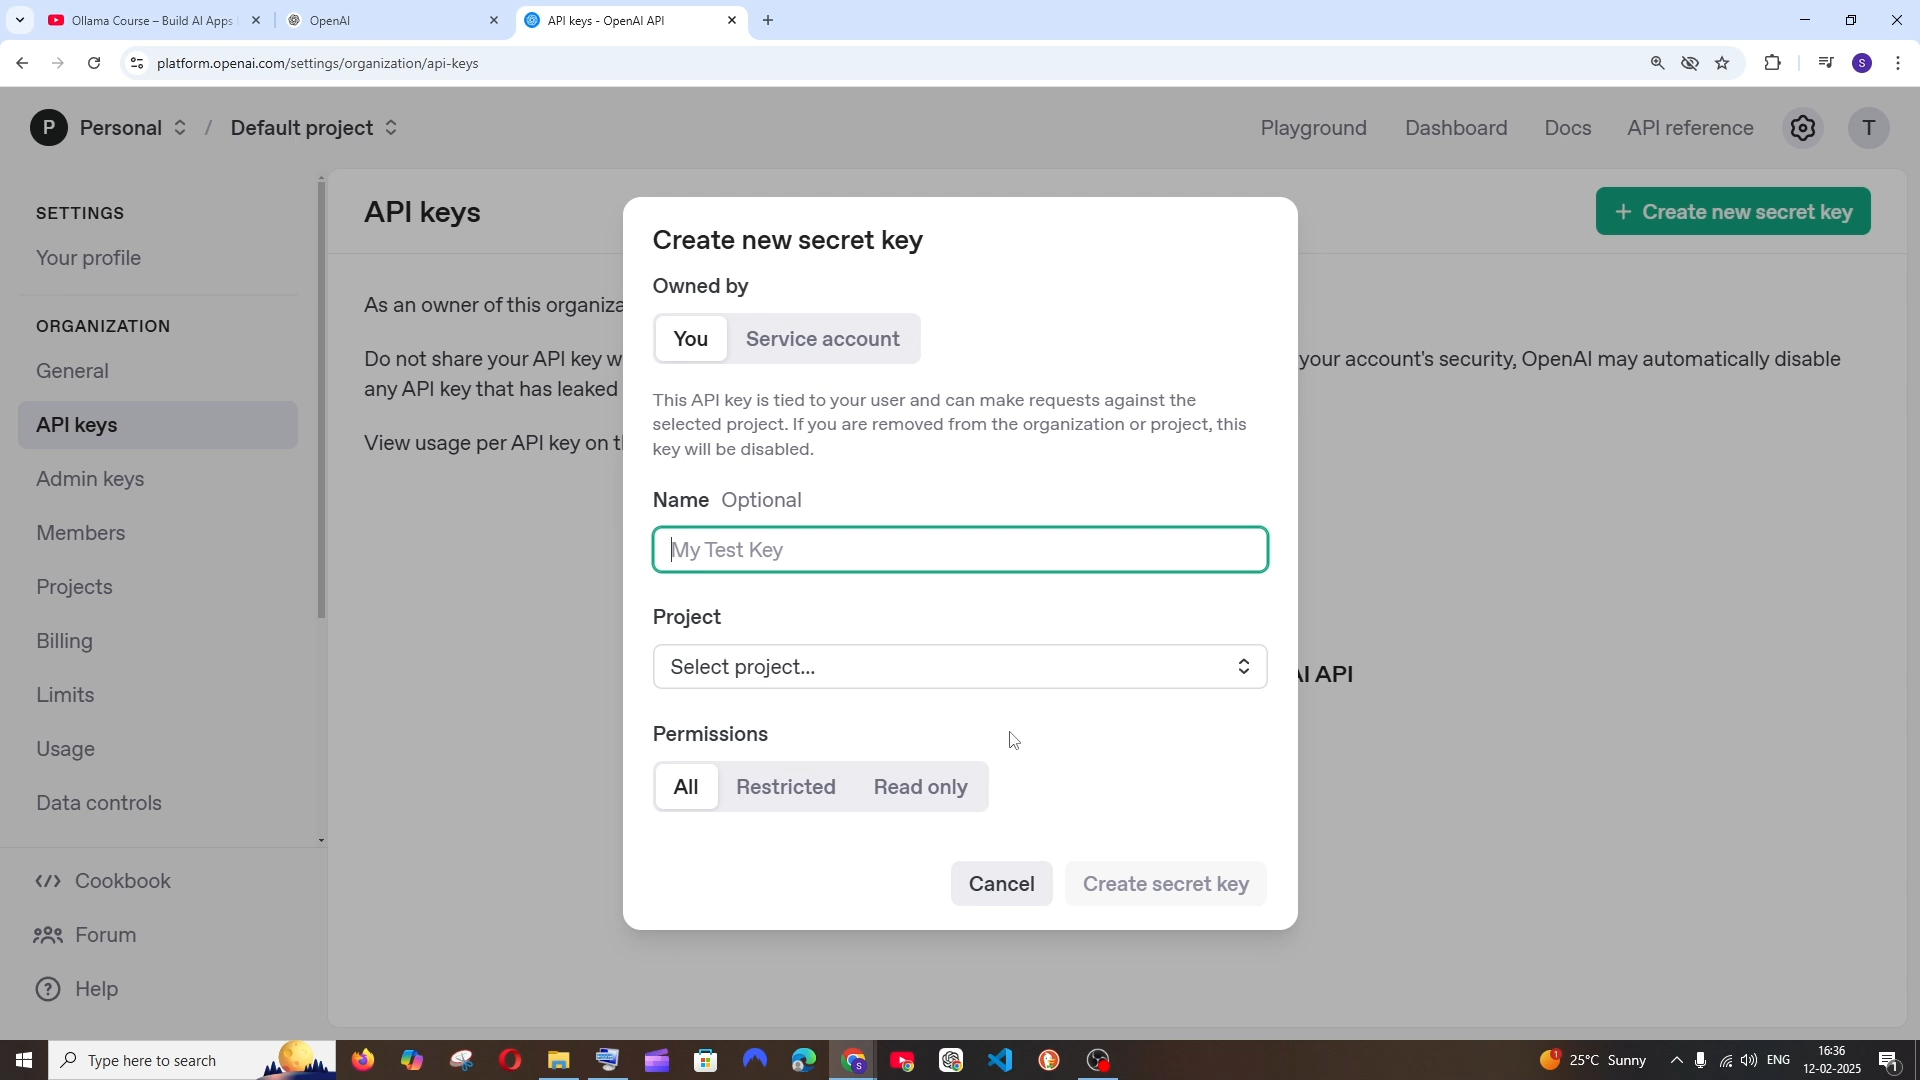 Ollama Course – Build AI Apps
OpenAI
API keys - OpenAI API
platform.openai.com/settings/organization/api-keys
S
P Personal / Default project
Playground
Dashboard
Docs
API reference
T
SETTINGS
Your profile
ORGANIZATION
General
API keys
Admin keys
Members
Projects
Billing
Limits
Usage
Data controls
Cookbook
Forum
Help
API keys
+ Create new secret key
As an owner of this organiza
Do not share your API key w
your account's security, OpenAI may automatically disable
any API key that has leaked
View usage per API key on t
AI API
Create new secret key
Owned by
You
Service account
This API key is tied to your user and can make requests against the
selected project. If you are removed from the organization or project, this
key will be disabled.
Name Optional
My Test Key
Project
Select project...
Permissions
All
Restricted
Read only
Cancel
Create secret key
Type here to search
1
25°C Sunny
ENG
16:36
12-02-2025
1